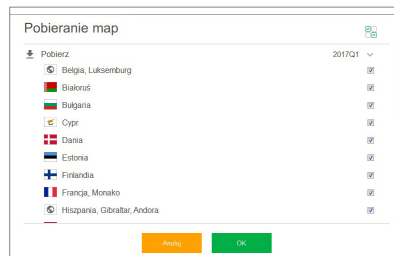 Pobieranie map
Pobierz 2017Q1
Belgia, Luksemburg
Białoruś
Bułgaria
Cypr
Dania
Estonia
Finlandia
Francja, Monako
Hiszpania, Gibraltar, Andora
Anuluj OK